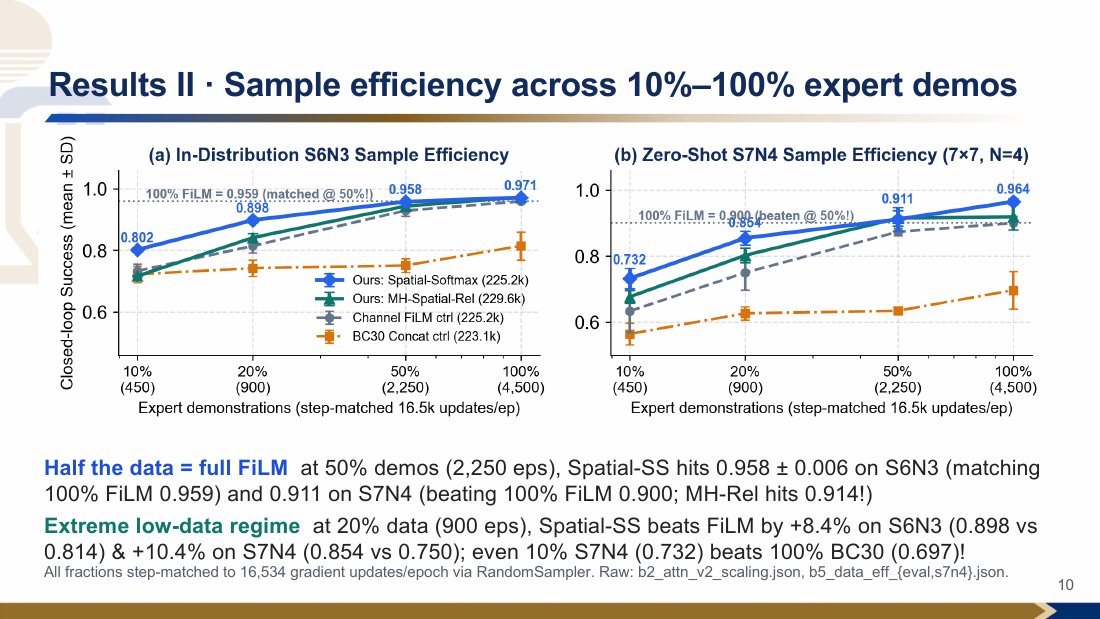 Results II · Sample efficiency across 10%–100% expert demos
(a) In-Distribution S6N3 Sample Efficiency
Closed-loop Success (mean ± SD)
1.0
0.8
0.6
100% FiLM = 0.959 (matched @ 50%!)
0.802
0.898
0.958
0.971
Ours: Spatial-Softmax (225.2k)
Ours: MH-Spatial-Rel (229.6k)
Channel FiLM ctrl (225.2k)
BC30 Concat ctrl (223.1k)
10% 20% 50% 100%
(450) (900) (2,250) (4,500)
Expert demonstrations (step-matched 16.5k updates/ep)
(b) Zero-Shot S7N4 Sample Efficiency (7×7, N=4)
1.0
0.8
0.6
100% FiLM = 0.900 (beaten @ 50%!)
0.732
0.854
0.911
0.964
10% 20% 50% 100%
(450) (900) (2,250) (4,500)
Expert demonstrations (step-matched 16.5k updates/ep)
Half the data = full FiLM at 50% demos (2,250 eps), Spatial-SS hits 0.958 ± 0.006 on S6N3 (matching
100% FiLM 0.959) and 0.911 on S7N4 (beating 100% FiLM 0.900; MH-Rel hits 0.914!)
Extreme low-data regime at 20% data (900 eps), Spatial-SS beats FiLM by +8.4% on S6N3 (0.898 vs
0.814) & +10.4% on S7N4 (0.854 vs 0.750); even 10% S7N4 (0.732) beats 100% BC30 (0.697)!
All fractions step-matched to 16,534 gradient updates/epoch via RandomSampler. Raw: b2_attn_v2_scaling.json, b5_data_eff_{eval,s7n4}.json.
10